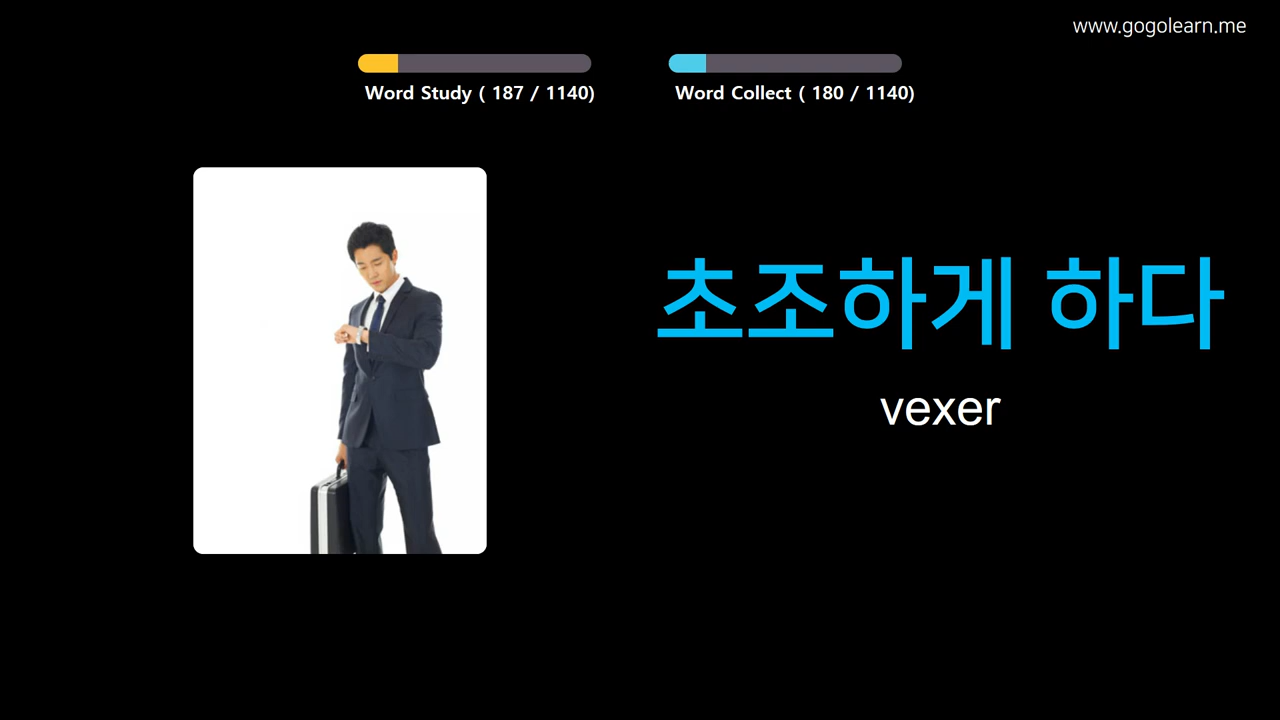 www.gogolearn.me
Word Study ( 187 / 1140)
Word Collect ( 180 / 1140)
초조하게 하다
vexer